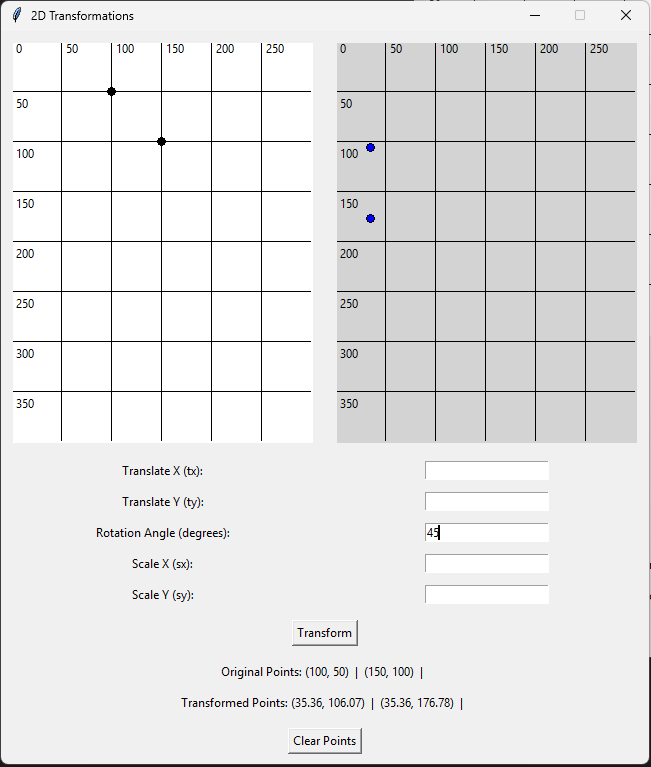 2D Transformations
0 50 100 150 200 250
50
100
150
200
250
300
350
0 50 100 150 200 250
50
100
150
200
250
300
350
Translate X (tx):
Translate Y (ty):
Rotation Angle (degrees): 45
Scale X (sx):
Scale Y (sy):
Transform
Original Points: (100, 50) | (150, 100) |
Transformed Points: (35.36, 106.07) | (35.36, 176.78) |
Clear Points